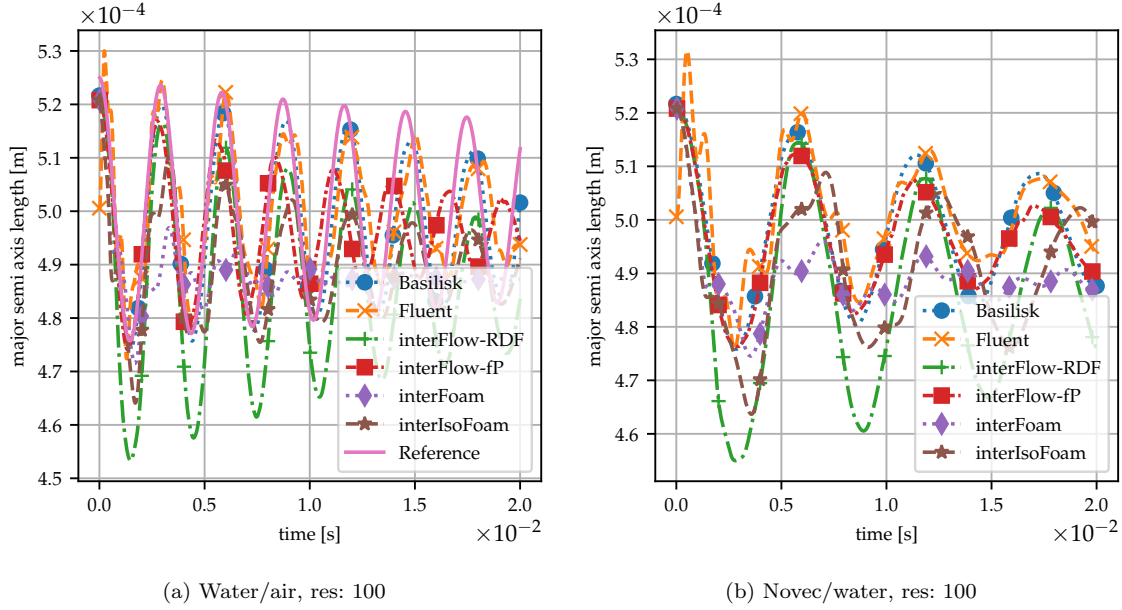 ×10⁻⁴
5.3
5.2
5.1
5.0
4.9
4.8
4.7
4.6
4.5
major semi axis length [m]
Basilisk
Fluent
interFlow-RDF
interFlow-fP
interFoam
interIsoFoam
Reference
0.0 0.5 1.0 1.5 2.0
time [s]
×10⁻²
(a) Water/air, res: 100
×10⁻⁴
5.3
5.2
5.1
5.0
4.9
4.8
4.7
4.6
major semi axis length [m]
Basilisk
Fluent
interFlow-RDF
interFlow-fP
interFoam
interIsoFoam
0.0 0.5 1.0 1.5 2.0
time [s]
×10⁻²
(b) Novec/water, res: 100